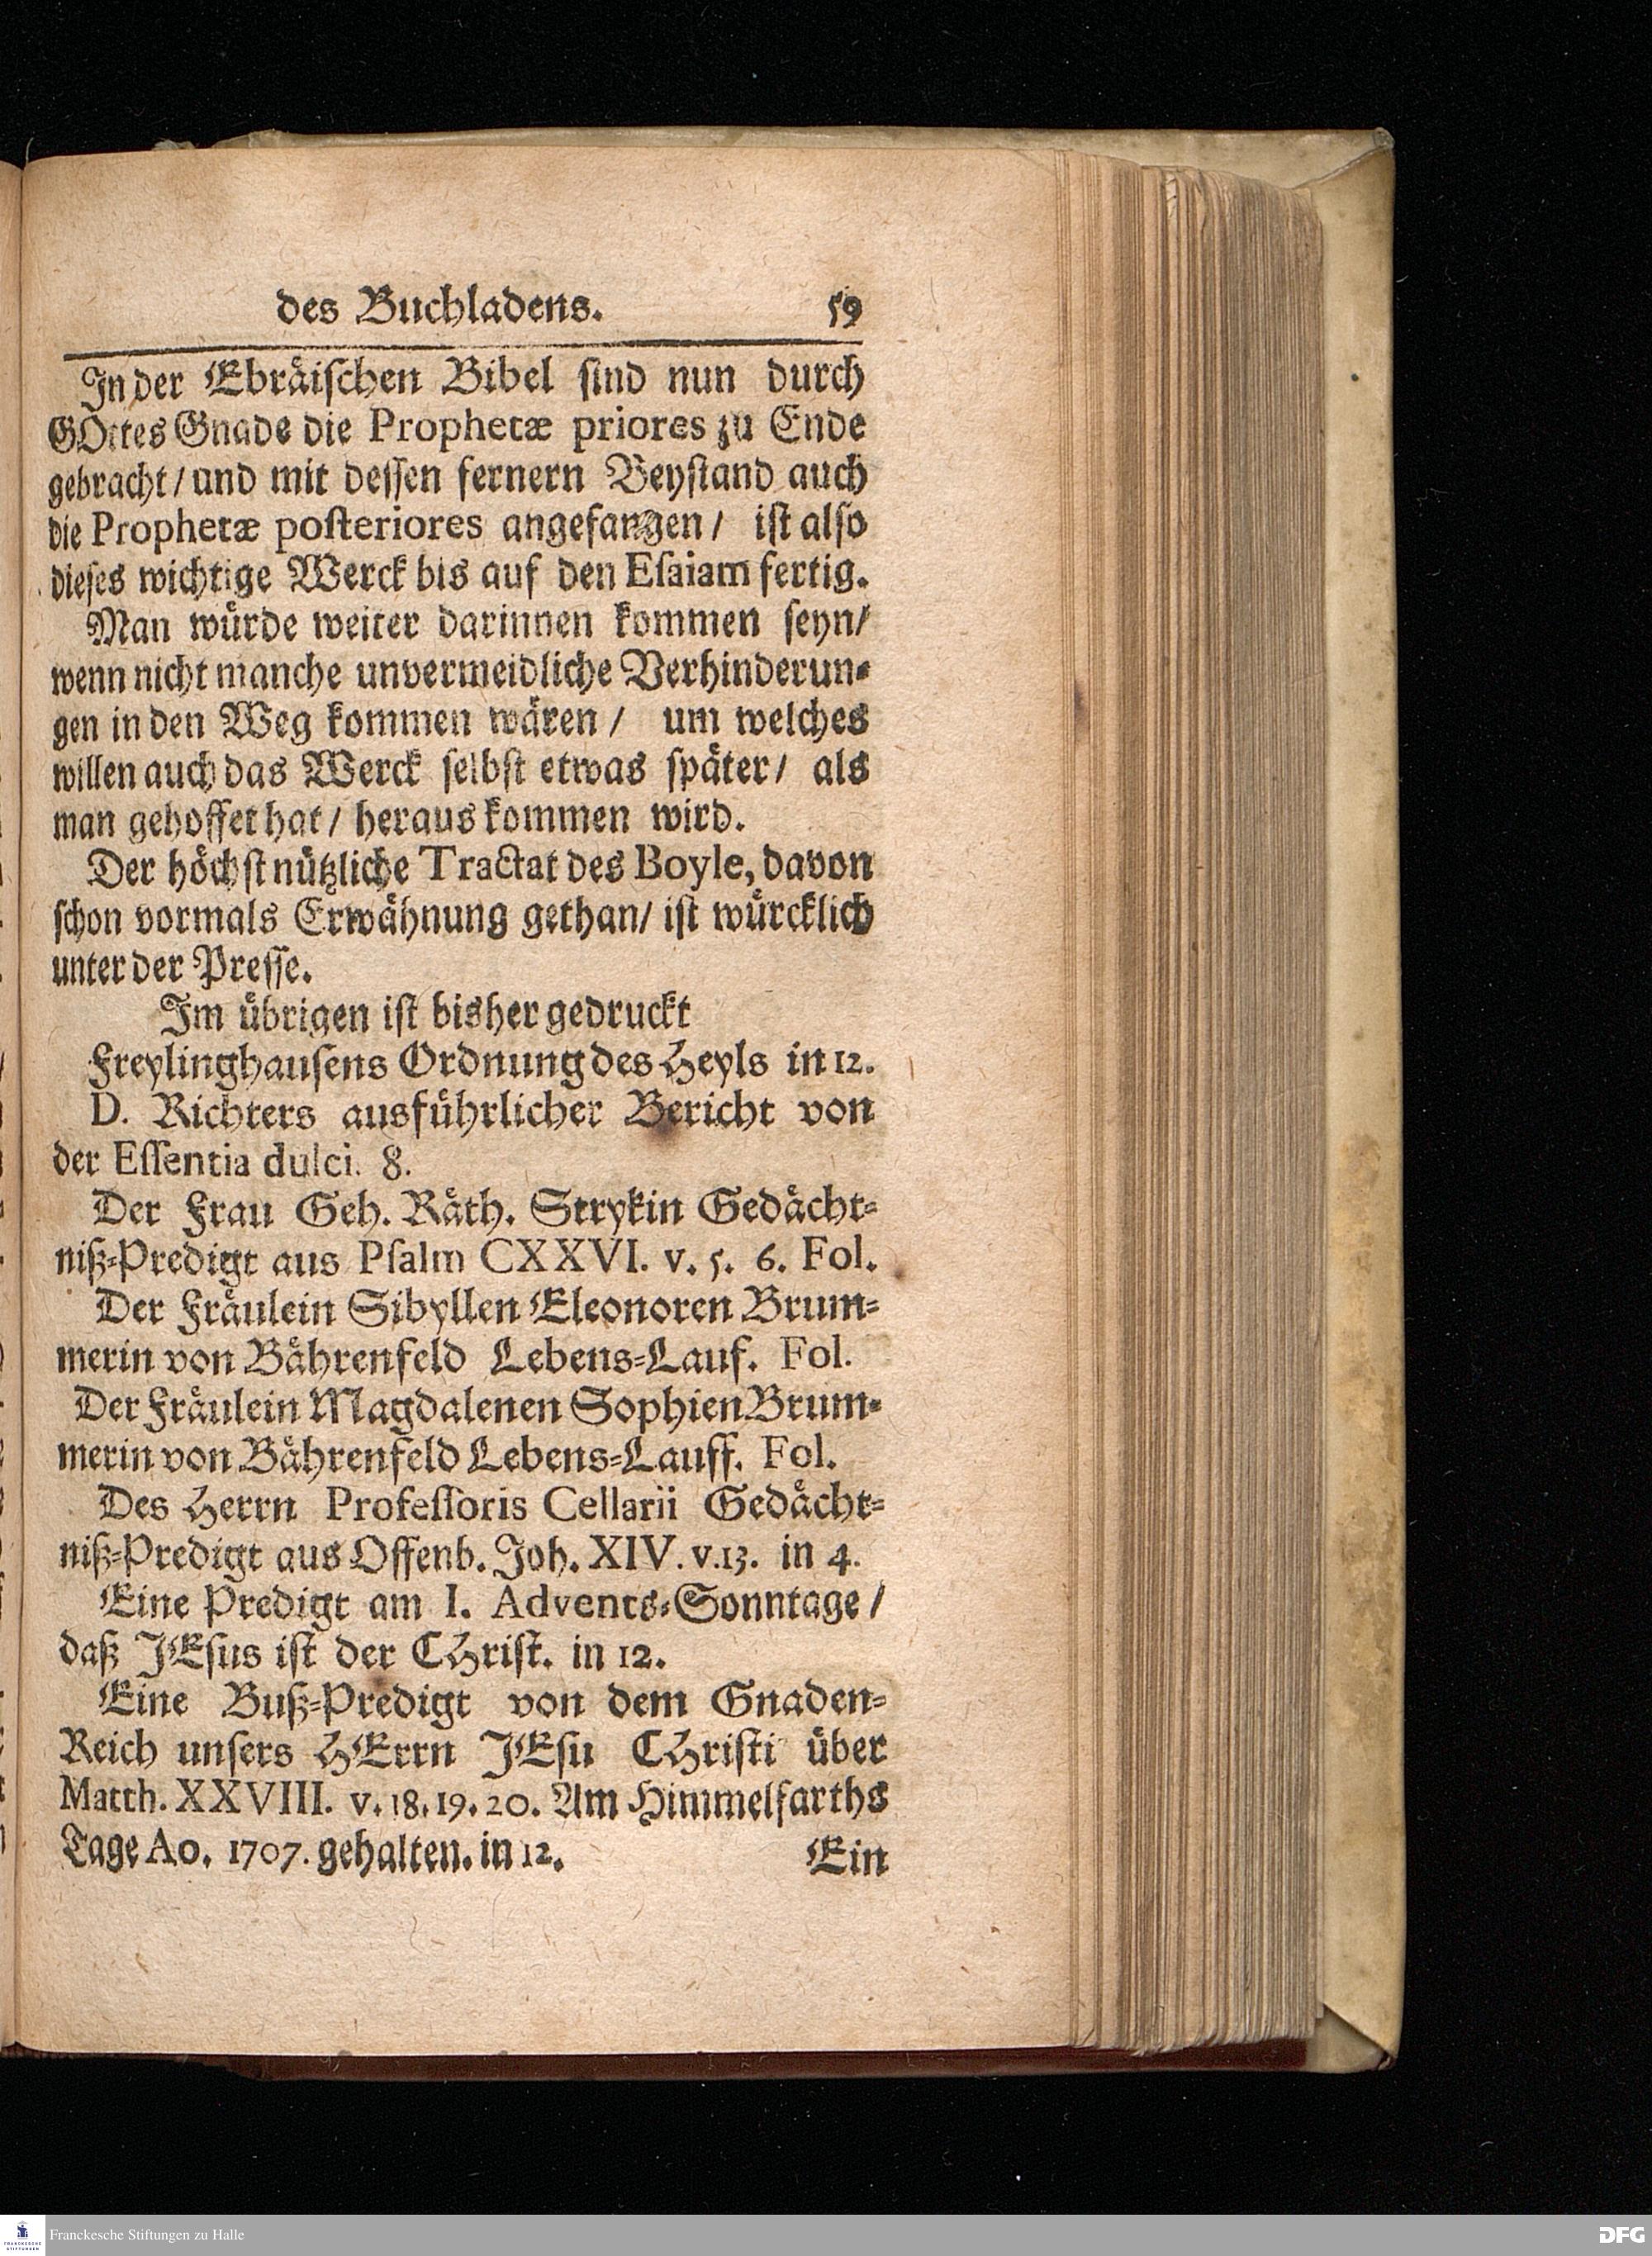 des Buchladens. 59
In der Ebräiſchen Bibel ſind nun durch
GOttes Gnade die Prophetæ priores zu Ende
gebracht/ und mit deſſen fernern Beyſtand auch
die Prophetæ poſteriores angefangen/ iſt alſo
dieſes wichtige Werck bis auf den Eſaiam fertig.
Man würde weiter darinnen kommen ſeyn/
wenn nicht manche unvermeidliche Verhinderun⸗
gen in den Weg kommen wären/ um welches
willen auch das Werck ſelbſt etwas ſpäter/ als
man gehoffet hat/ heraus kommen wird.
Der höchſt nützliche Tractat des Boyle, davon
ſchon vormals Erwähnung gethan/ iſt würcklich
unter der Preſſe.
Im übrigen iſt bisher gedruckt
Freylinghauſens Ordnung des Heyls in 12.
D. Richters ausführlicher Bericht von
der Eſſentia dulci. 8.
Der Frau Geh. Räth. Strykin Gedächt⸗
niß⸗Predigt aus Pſalm CXXVI. v. 5. 6. Fol.
Der Fräulein Sibyllen Eleonoren Brum⸗
merin von Bährenfeld Lebens⸗Lauf. Fol.
Der Fräulein Magdalenen Sophien Brum⸗
merin von Bährenfeld Lebens⸗Lauff. Fol.
Des Herrn Profeſſoris Cellarii Gedächt⸗
niß⸗Predigt aus Offenb. Joh. XIV. v.13. in 4.
Eine Predigt am I. Advents⸗Sonntage/
daß JEſus iſt der CHriſt. in 12.
Eine Buß⸗Predigt von dem Gnaden⸗
Reich unſers HErrn JEſu CHriſti über
Matth. XXVIII. v. 18. 19. 20. Am Himmelfarths
Tage Ao. 1707. gehalten. in 12.
Ein
FRANCKESCHE STIFTUNGEN
Franckesche Stiftungen zu Halle
DFG